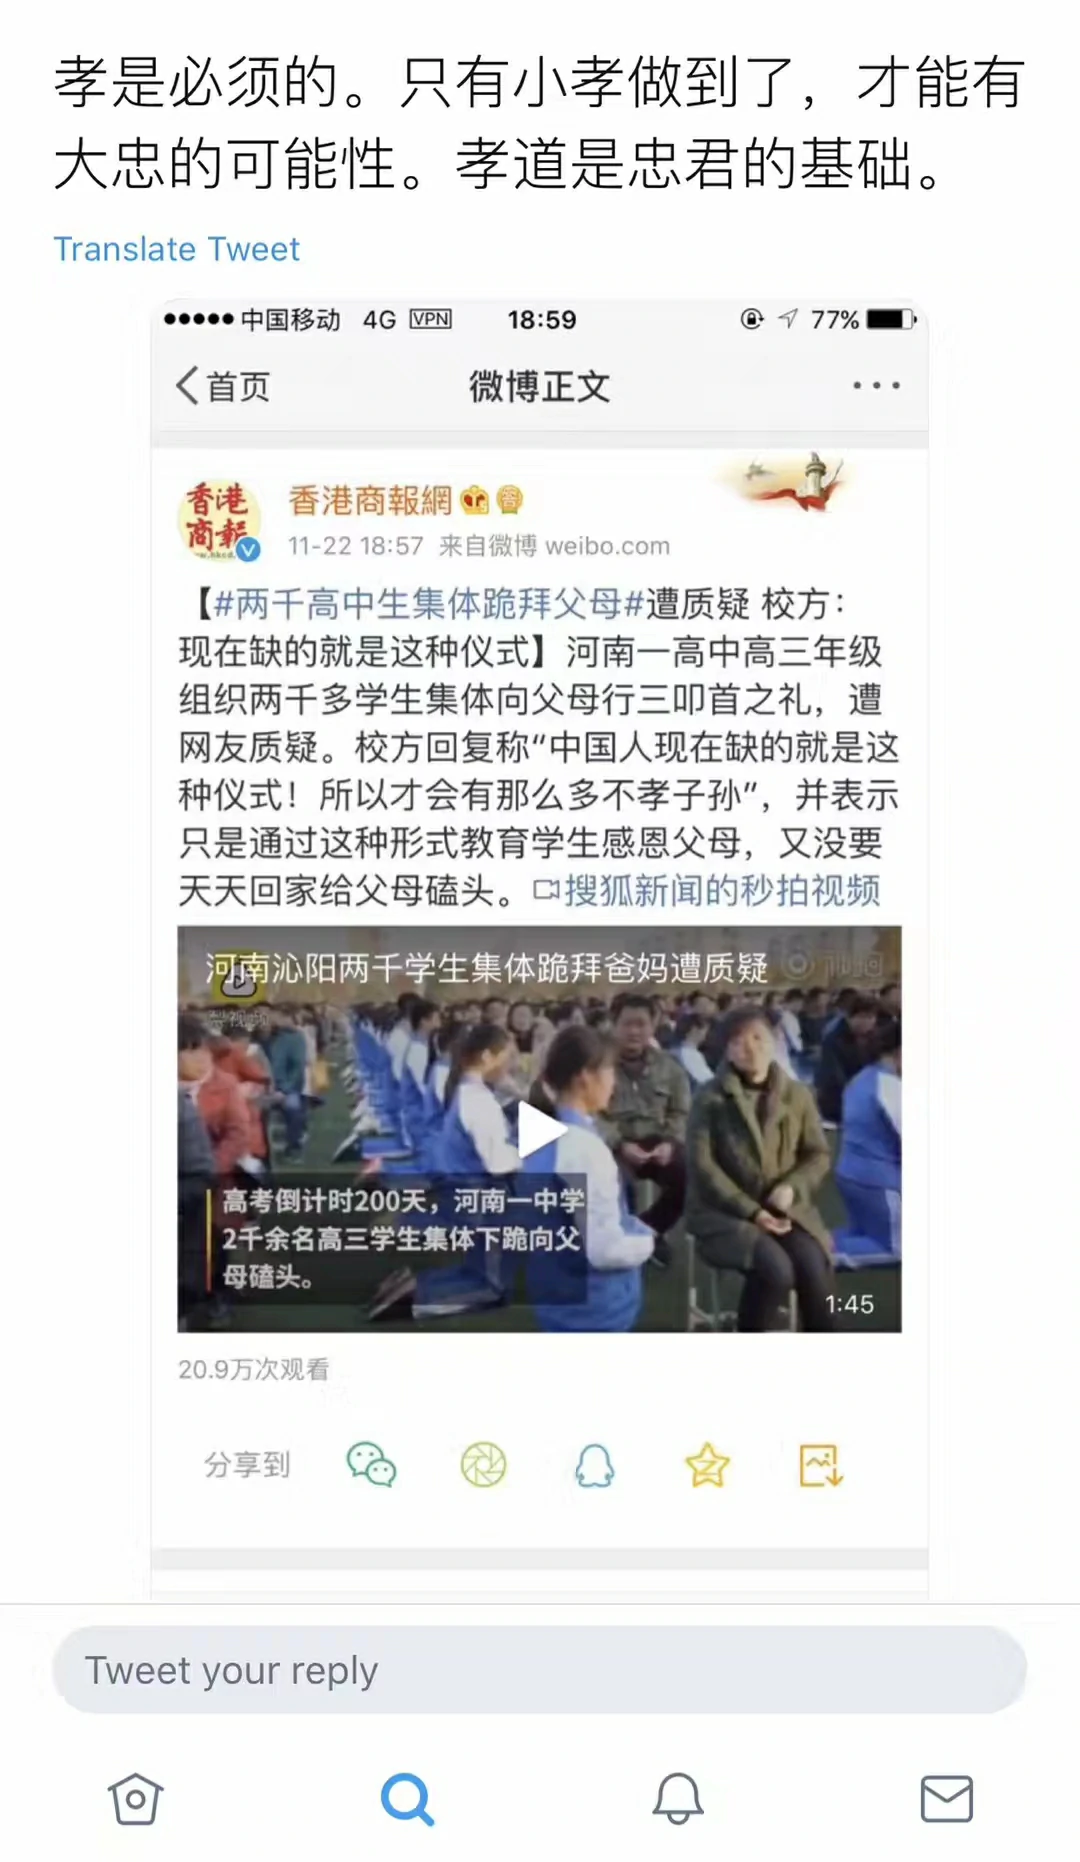 孝是必须的。只有小孝做到了，才能有
大忠的可能性。孝道是忠君的基础。
Translate Tweet
中国移动 4G VPN 18:59 77%
首页 微博正文
香港商報
香港商報網
11-22 18:57 来自微博 weibo.com
【#两千高中生集体跪拜父母#遭质疑 校方：
现在缺的就是这种仪式】河南一高中高三年级
组织两千多学生集体向父母行三叩首之礼，遭
网友质疑。校方回复称“中国人现在缺的就是这
种仪式！所以才会有那么多不孝子孙”，并表示
只是通过这种形式教育学生感恩父母，又没要
天天回家给父母磕头。搜狐新闻的秒拍视频
河南沁阳两千学生集体跪拜爸妈遭质疑
梨视频
高考倒计时200天，河南一中学
2千余名高三学生集体下跪向父
母磕头。
1:45
20.9万次观看
分享到
Tweet your reply